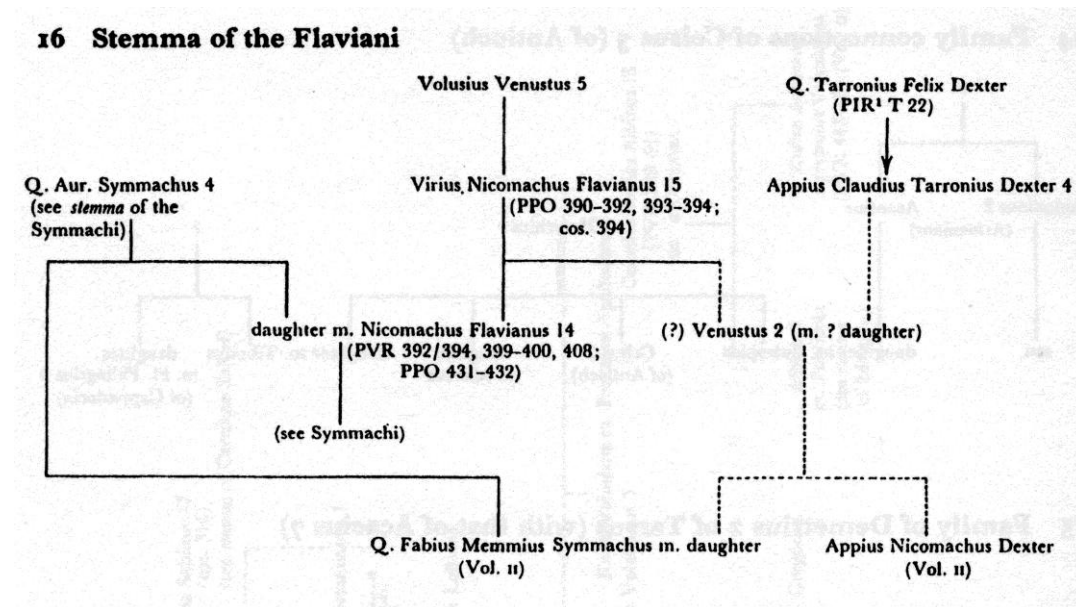 16 Stemma of the Flaviani
Volusius Venustus 5
Q. Tarronius Felix Dexter
(PIR¹ T 22)
Q. Aur. Symmachus 4
(see stemma of the
Symmachi)
Virius Nicomachus Flavianus 15
(PPO 390–392, 393–394;
cos. 394)
Appius Claudius Tarronius Dexter 4
daughter m. Nicomachus Flavianus 14
(PVR 392/394, 399–400, 408;
PPO 431–432)
(?) Venustus 2 (m. ? daughter)
(see Symmachi)
Q. Fabius Memmius Symmachus m. daughter
(Vol. II)
Appius Nicomachus Dexter
(Vol. II)